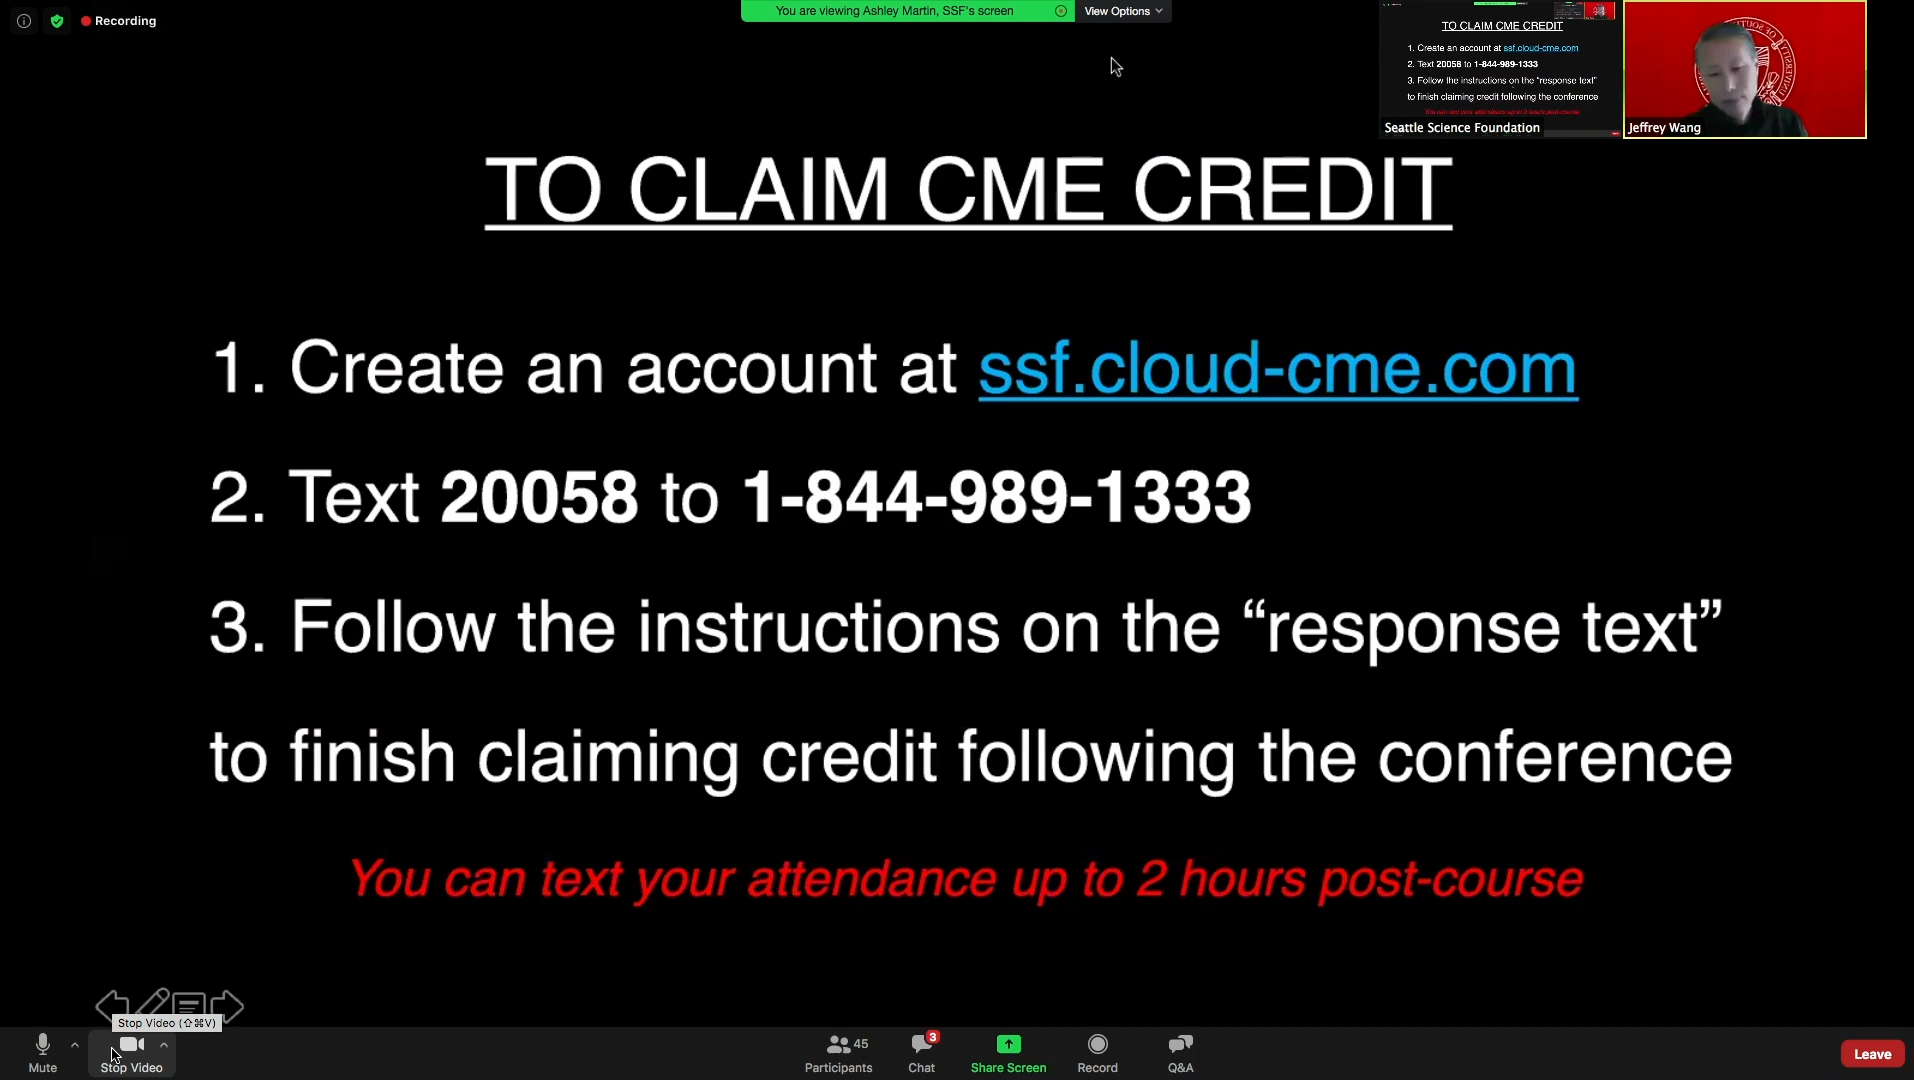 Recording
You are viewing Ashley Martin, SSF's screen
View Options
TO CLAIM CME CREDIT
1. Create an account at ssf.cloud-cme.com
2. Text 20058 to 1-844-989-1333
3. Follow the instructions on the "response text"
to finish claiming credit following the conference
Seattle Science Foundation
Jeffrey Wang
TO CLAIM CME CREDIT
1. Create an account at ssf.cloud-cme.com
2. Text 20058 to 1-844-989-1333
3. Follow the instructions on the “response text”
to finish claiming credit following the conference
You can text your attendance up to 2 hours post-course
Stop Video (⇧⌘V)
Mute
Stop Video
45
Participants
3
Chat
Share Screen
Record
Q&A
Leave